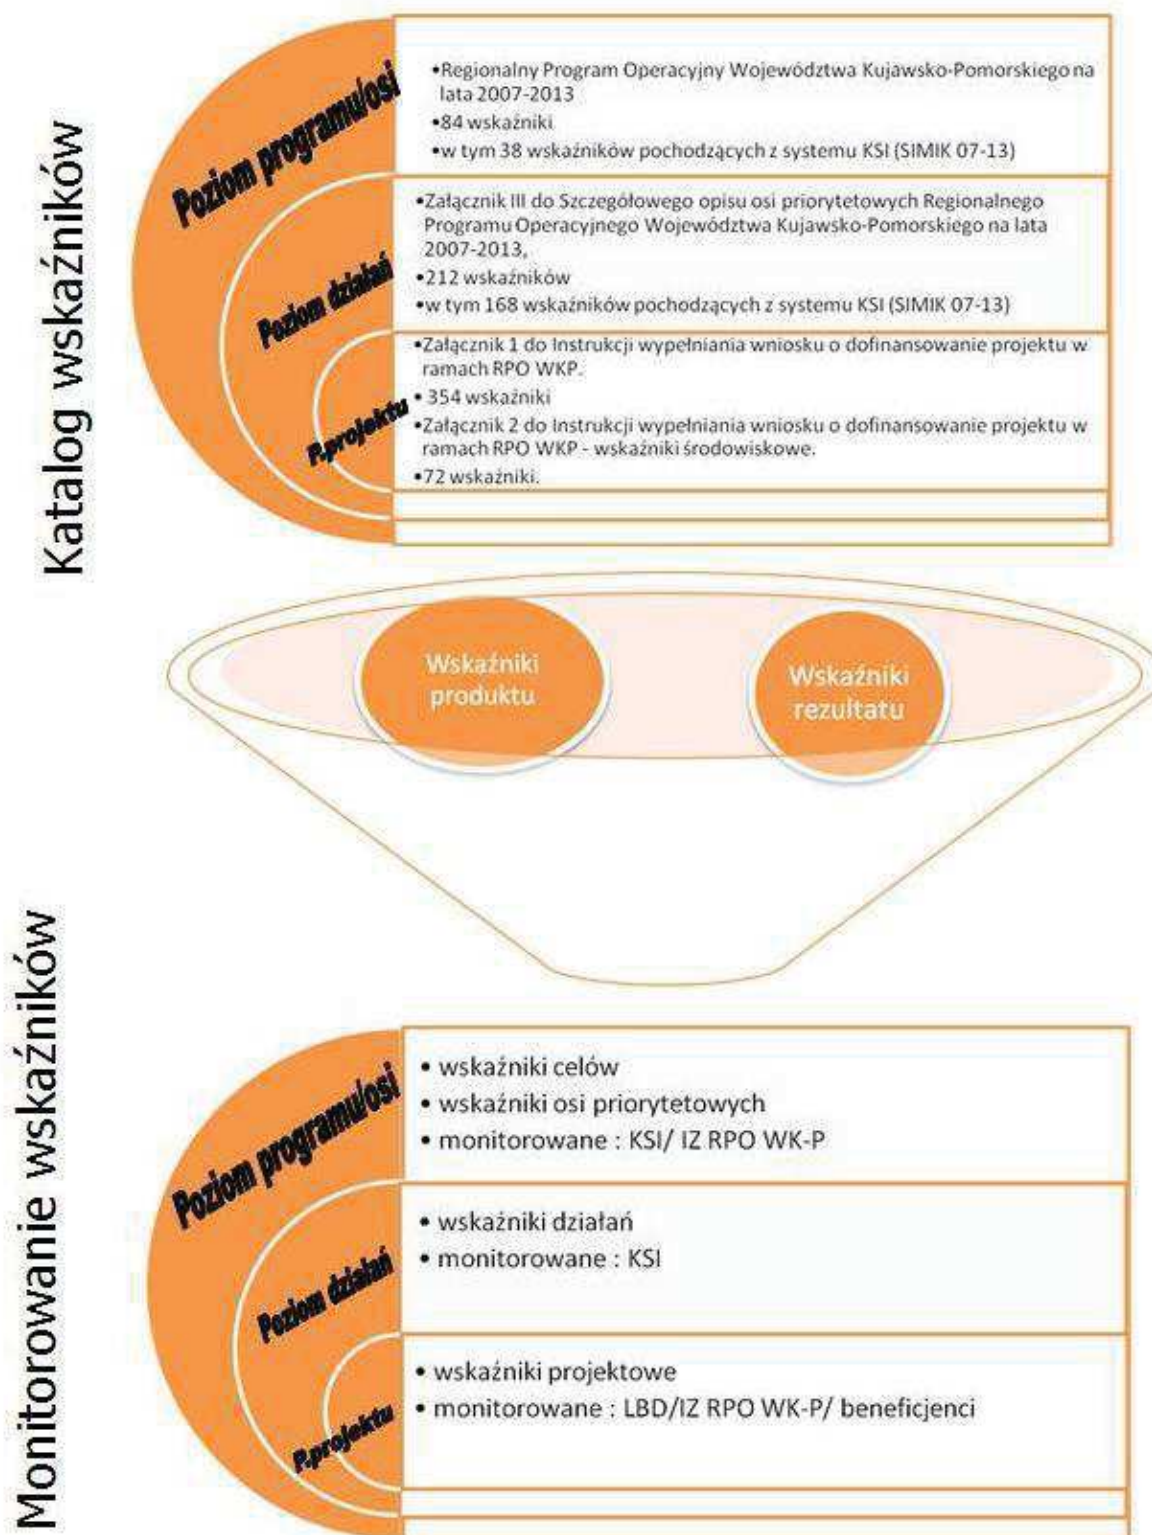 Katalog wskaźników
Poziom programu/osi
•Regionalny Program Operacyjny Województwa Kujawsko-Pomorskiego na
lata 2007-2013
•84 wskaźniki
•w tym 38 wskaźników pochodzących z systemu KSI (SIMIK 07-13)
Poziom działań
•Załącznik III do Szczegółowego opisu osi priorytetowych Regionalnego
Programu Operacyjnego Województwa Kujawsko-Pomorskiego na lata
2007-2013,
•212 wskaźników
•w tym 168 wskaźników pochodzących z systemu KSI (SIMIK 07-13)
P.projektu
•Załącznik 1 do Instrukcji wypełniania wniosku o dofinansowanie projektu w
ramach RPO WKP.
• 354 wskaźniki
•Załącznik 2 do Instrukcji wypełniania wniosku o dofinansowanie projektu w
ramach RPO WKP - wskaźniki środowiskowe.
•72 wskaźniki.
Wskaźniki
produktu
Wskaźniki
rezultatu
Monitorowanie wskaźników
Poziom programu/osi
• wskaźniki celów
• wskaźniki osi priorytetowych
• monitorowane : KSI/ IZ RPO WK-P
Poziom działań
• wskaźniki działań
• monitorowane : KSI
P.projektu
• wskaźniki projektowe
• monitorowane : LBD/IZ RPO WK-P/ beneficjenci